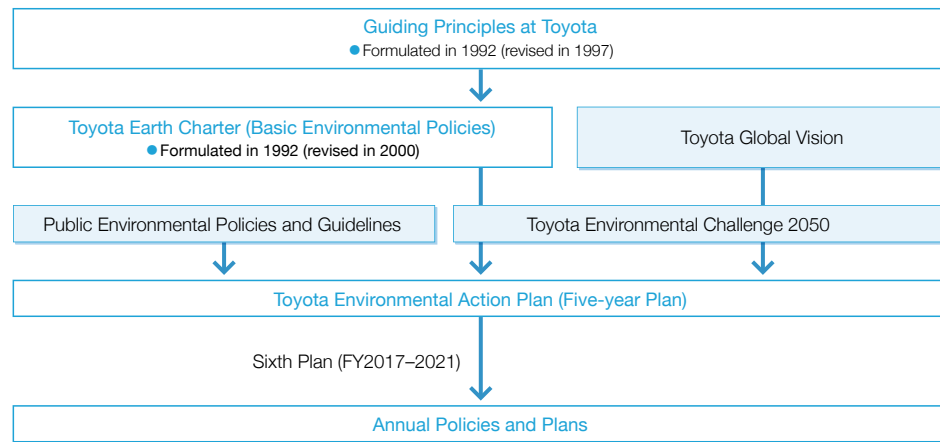 Guiding Principles at Toyota
● Formulated in 1992 (revised in 1997)
Toyota Earth Charter (Basic Environmental Policies)
● Formulated in 1992 (revised in 2000)
Toyota Global Vision
Public Environmental Policies and Guidelines
Toyota Environmental Challenge 2050
Toyota Environmental Action Plan (Five-year Plan)
Sixth Plan (FY2017–2021)
Annual Policies and Plans